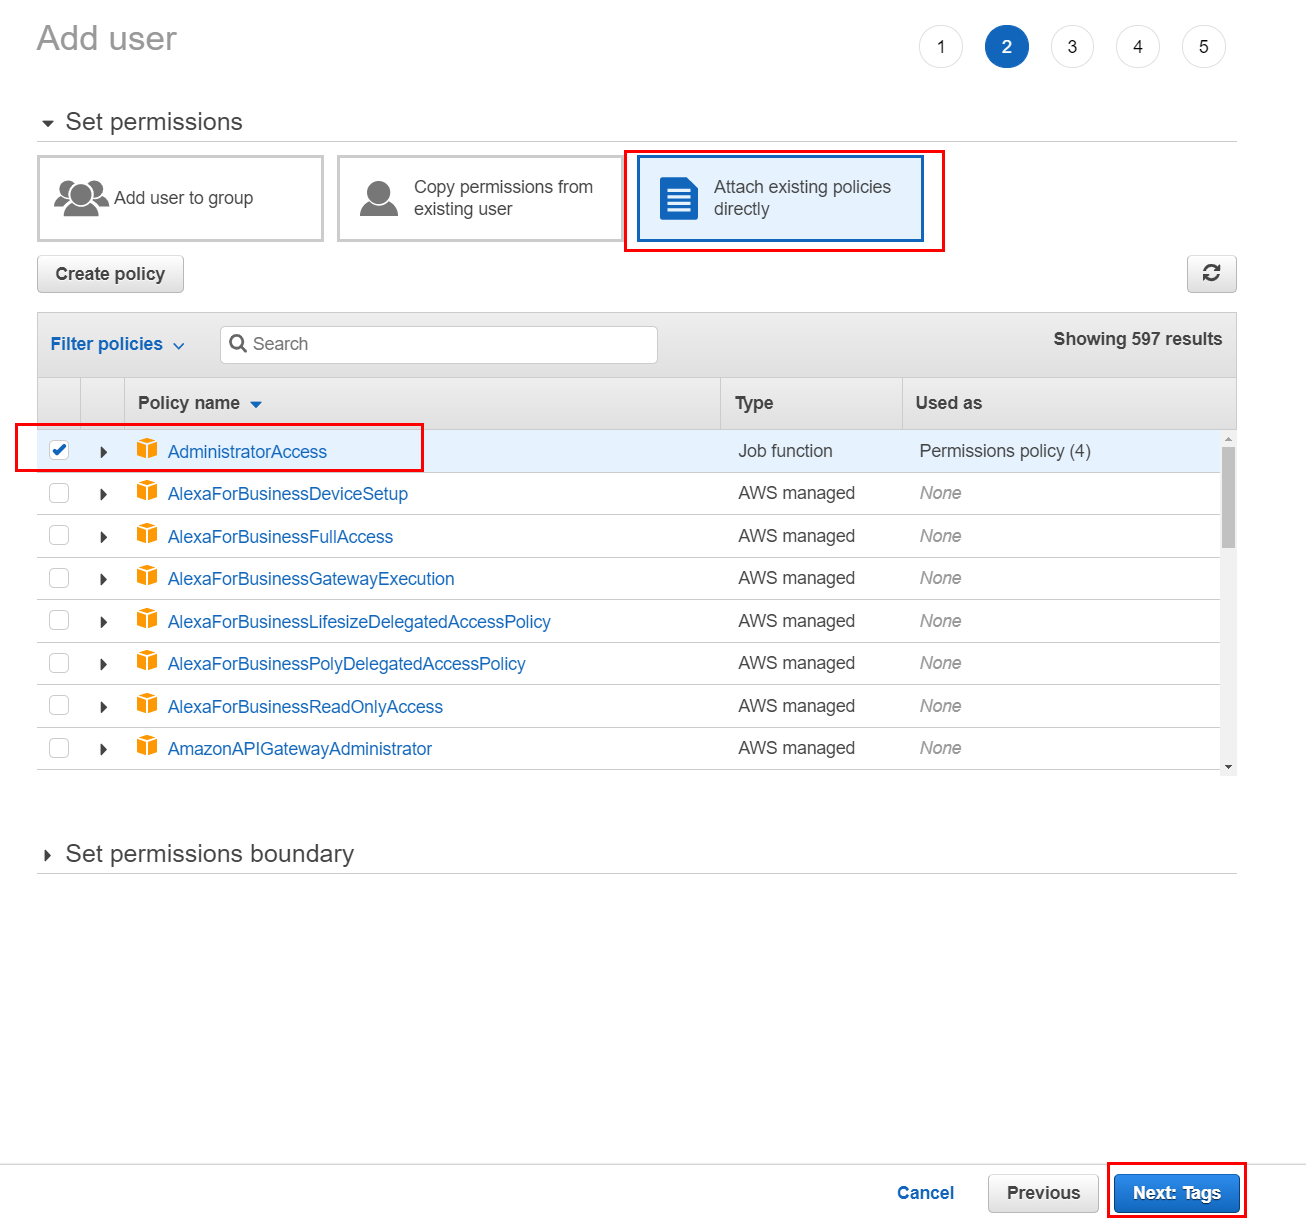 Add user
1 2 3 4 5
Set permissions
Add user to group
Copy permissions from
existing user
Attach existing policies
directly
Create policy
Filter policies Search Showing 597 results
Policy name Type Used as
AdministratorAccess Job function Permissions policy (4)
AlexaForBusinessDeviceSetup AWS managed None
AlexaForBusinessFullAccess AWS managed None
AlexaForBusinessGatewayExecution AWS managed None
AlexaForBusinessLifesizeDelegatedAccessPolicy AWS managed None
AlexaForBusinessPolyDelegatedAccessPolicy AWS managed None
AlexaForBusinessReadOnlyAccess AWS managed None
AmazonAPIGatewayAdministrator AWS managed None
Set permissions boundary
Cancel Previous Next: Tags